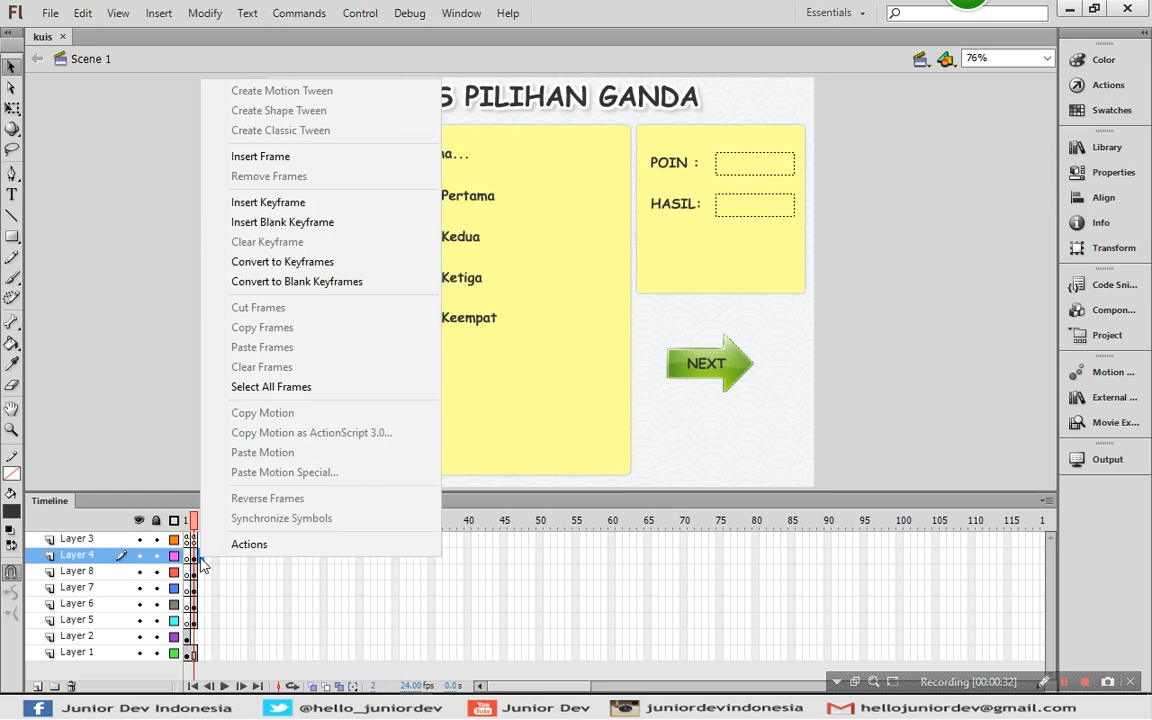 Fl File Edit View Insert Modify Text Commands Control Debug Window Help Essentials
kuis
Scene 1 76%
Create Motion Tween
Create Shape Tween
Create Classic Tween
Insert Frame
Remove Frames
Insert Keyframe
Insert Blank Keyframe
Clear Keyframe
Convert to Keyframes
Convert to Blank Keyframes
Cut Frames
Copy Frames
Paste Frames
Clear Frames
Select All Frames
Copy Motion
Copy Motion as ActionScript 3.0...
Paste Motion
Paste Motion Special...
Reverse Frames
Synchronize Symbols
Actions
S PILIHAN GANDA
na...
Pertama
Kedua
Ketiga
Keempat
POIN :
HASIL:
NEXT
Color
Actions
Swatches
Library
Properties
Align
Info
Transform
Code Sni...
Compon...
Project
Motion ...
External ...
Movie Ex...
Output
Timeline
1 40 45 50 55 60 65 70 75 80 85 90 95 100 105 110 115 1
Layer 3
Layer 4
Layer 8
Layer 7
Layer 6
Layer 5
Layer 2
Layer 1
2 24.00 fps 0.0 s
Recording [00:00:32]
Junior Dev Indonesia @hello_juniordev Junior Dev juniordevindonesia hellojuniordev@gmail.com